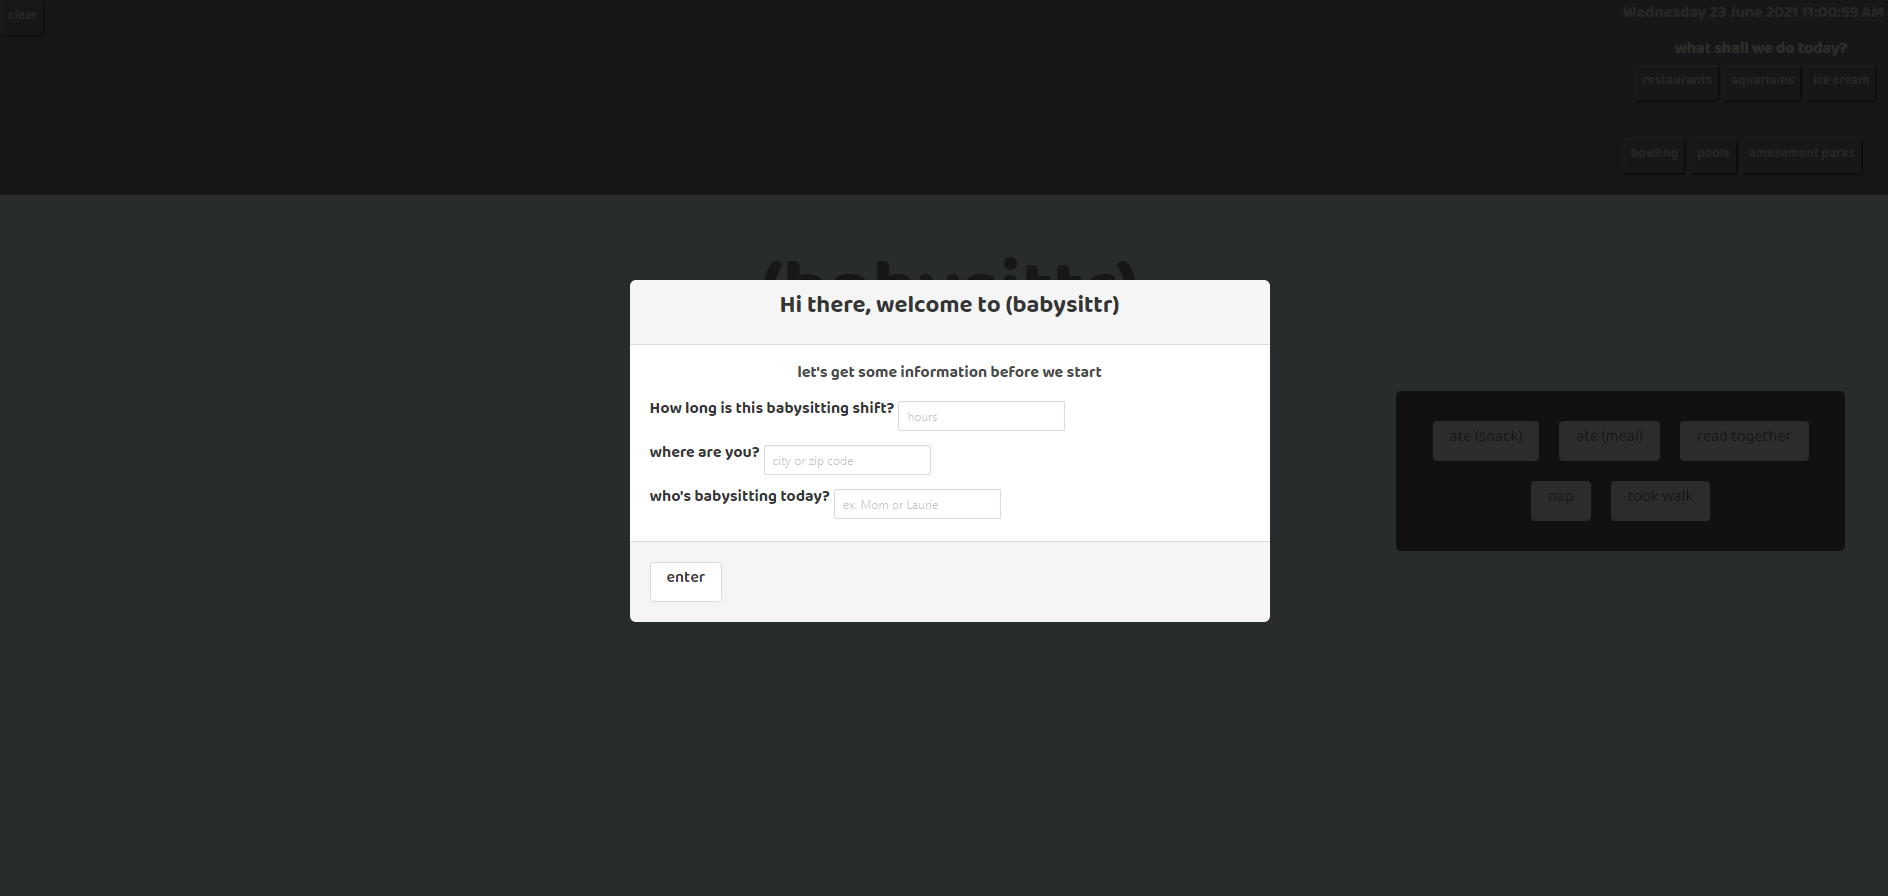 clear
Wednesday 23 June 2021 11:00:59 AM
what shall we do today?
restaurants aquariums ice cream
bowling pools amusement parks
(babysittr)
Hi there, welcome to (babysittr)
let's get some information before we start
How long is this babysitting shift? hours
where are you? city or zip code
who's babysitting today? ex. Mom or Laurie
enter
ate (snack) ate (meal) read together
nap took walk